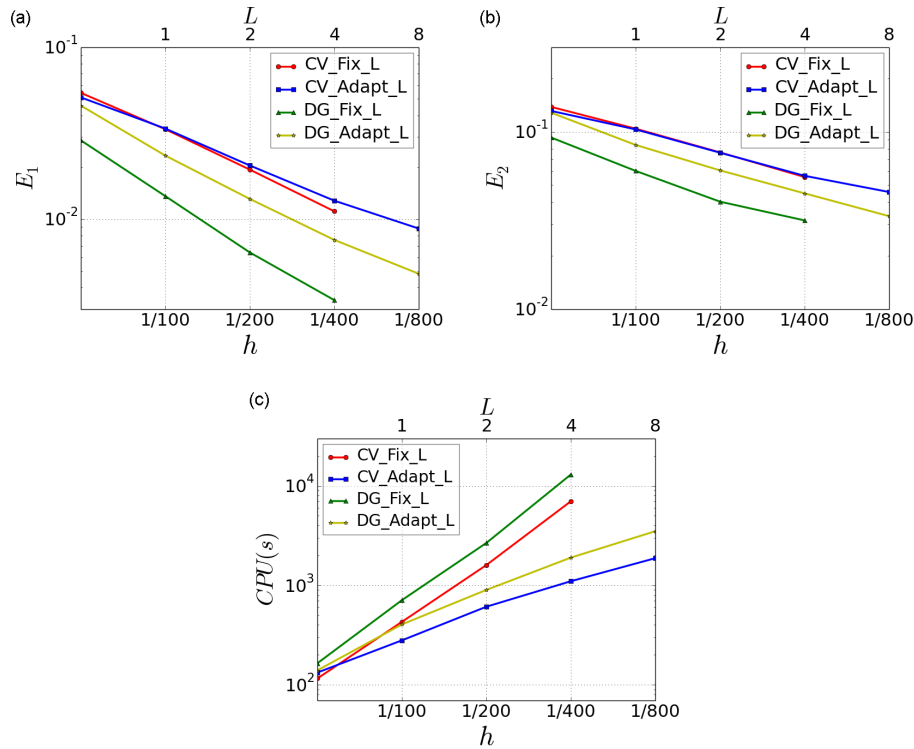 (a)
L
1 2 4 8
10^-1
10^-2
E_1
CV_Fix_L
CV_Adapt_L
DG_Fix_L
DG_Adapt_L
1/100 1/200 1/400 1/800
h
(b)
L
1 2 4 8
10^-1
10^-2
E_2
CV_Fix_L
CV_Adapt_L
DG_Fix_L
DG_Adapt_L
1/100 1/200 1/400 1/800
h
(c)
L
1 2 4 8
10^4
10^3
10^2
CPU(s)
CV_Fix_L
CV_Adapt_L
DG_Fix_L
DG_Adapt_L
1/100 1/200 1/400 1/800
h